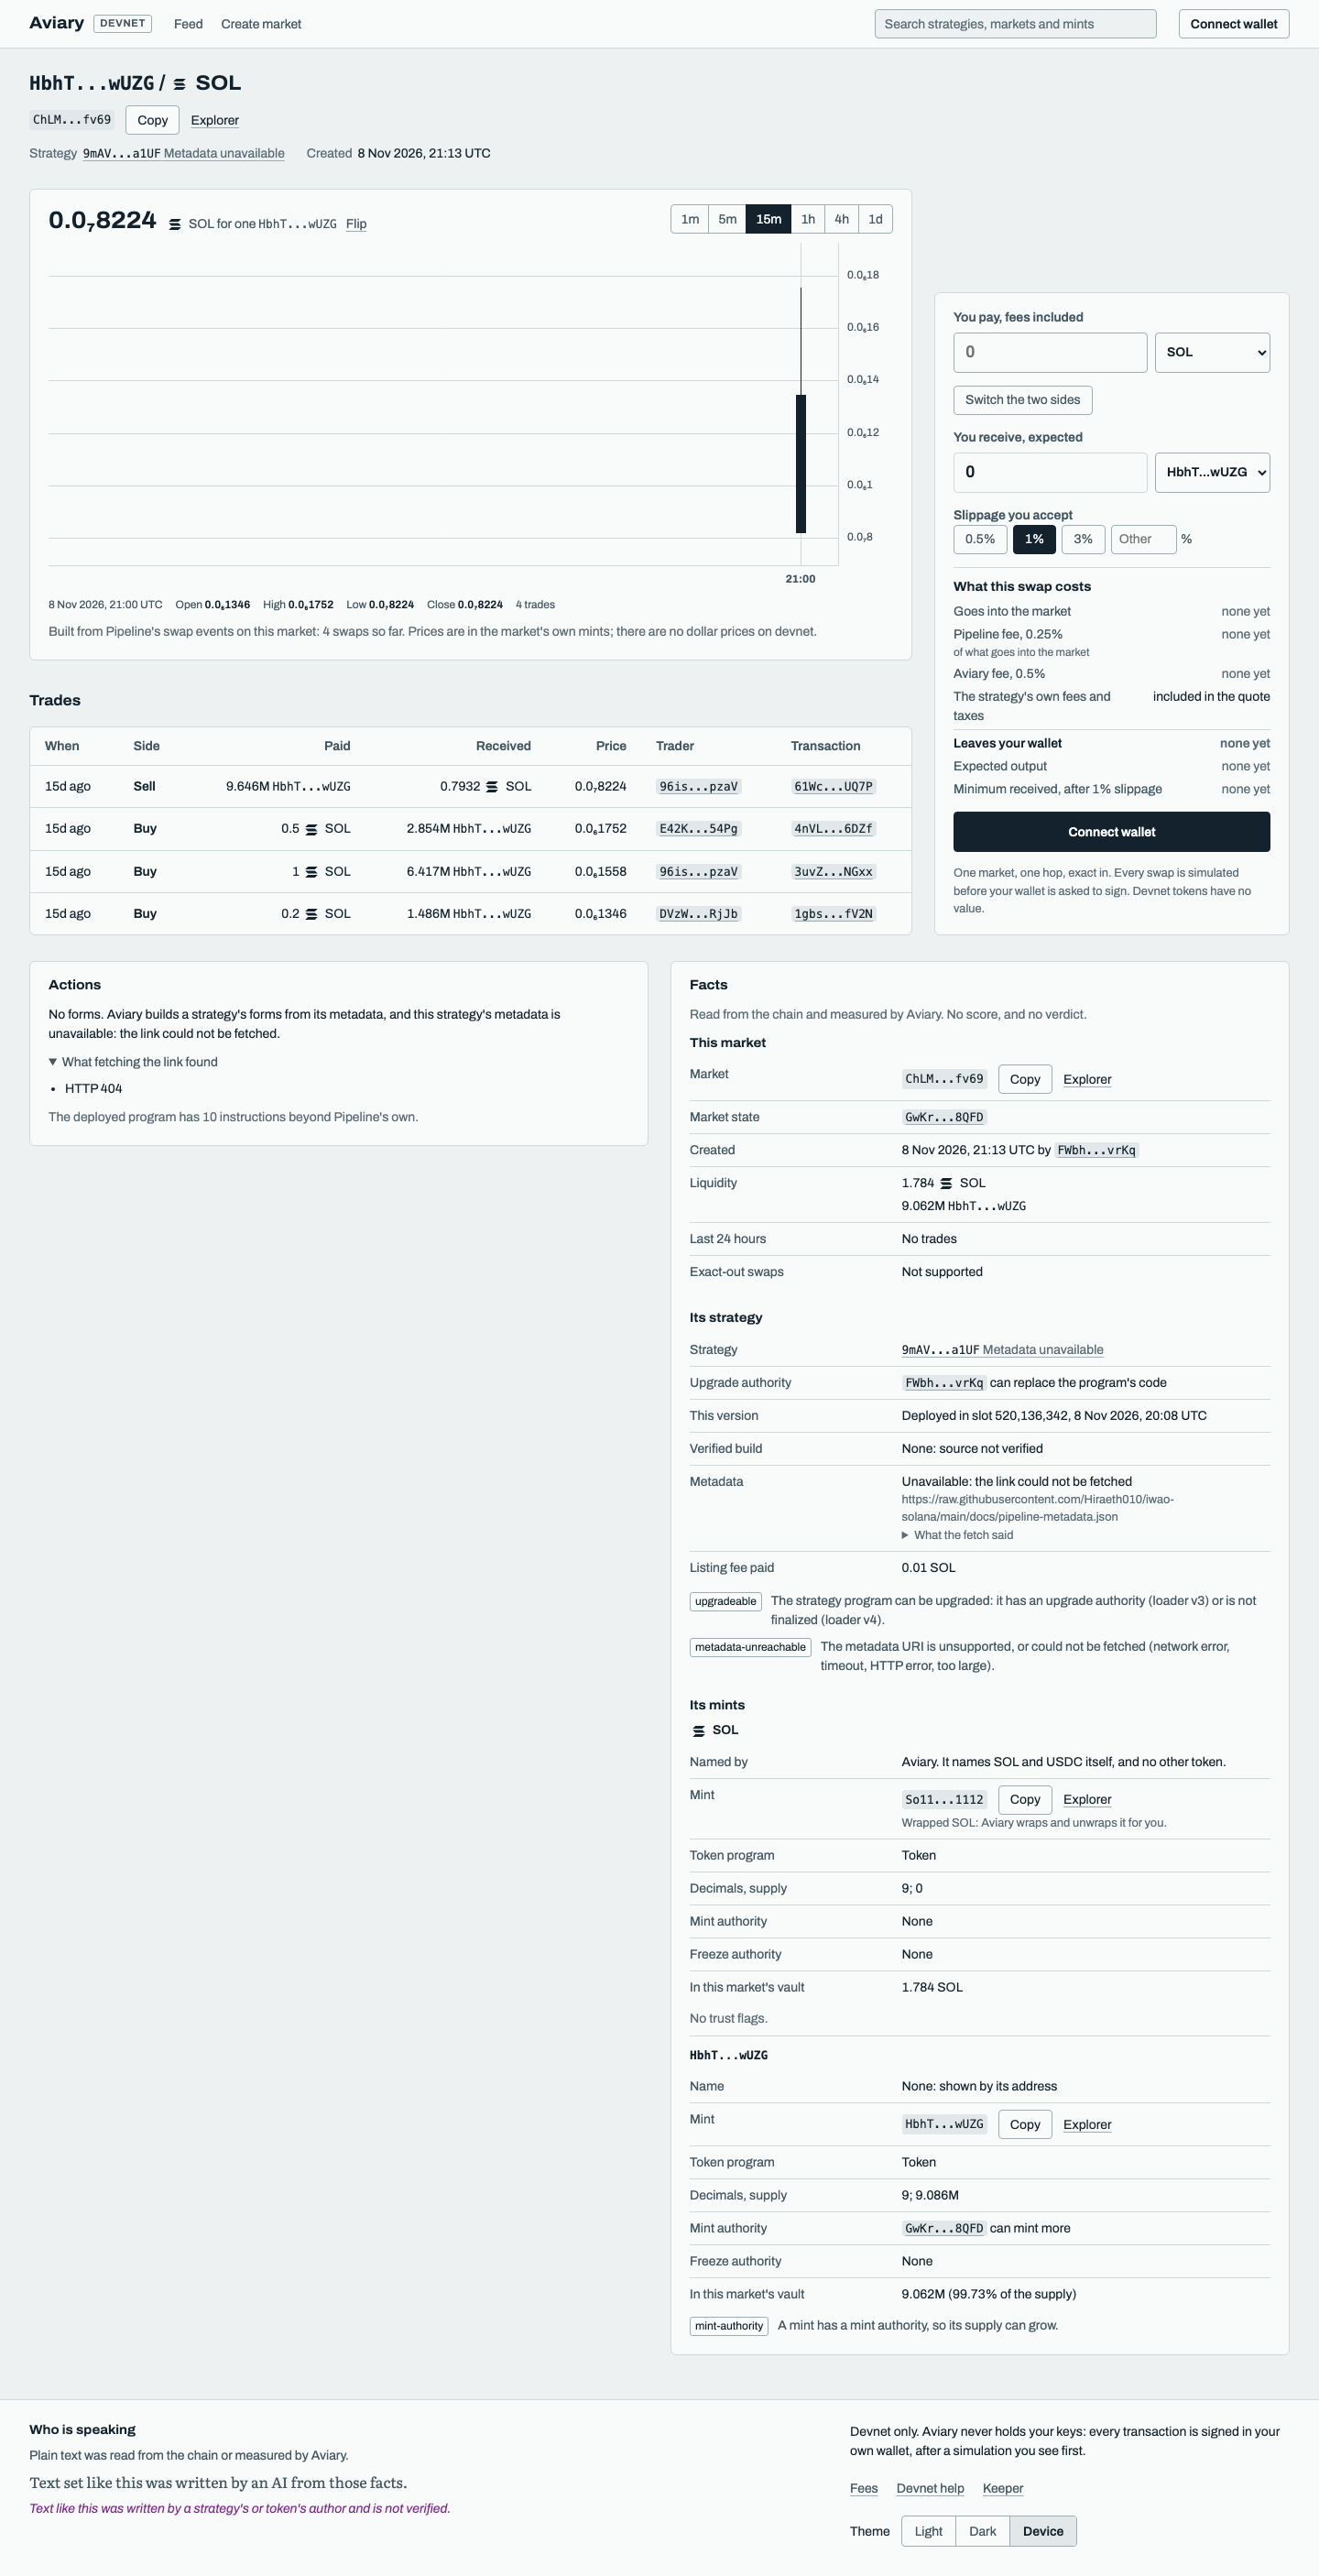 Aviary DEVNET Feed Create market Search strategies, markets and mints Connect wallet
HbhT...wUZG / SOL
ChLM...fv69 Copy Explorer
Strategy 9mAV...a1UF Metadata unavailable Created 8 Nov 2026, 21:13 UTC
0.0₇8224 SOL for one HbhT...wUZG Flip 1m 5m 15m 1h 4h 1d
0.0₆18
0.0₆16
0.0₆14
0.0₆12
0.0₆1
0.0₇8
21:00
8 Nov 2026, 21:00 UTC Open 0.0₆1346 High 0.0₆1752 Low 0.0₇8224 Close 0.0₇8224 4 trades
Built from Pipeline's swap events on this market: 4 swaps so far. Prices are in the market's own mints; there are no dollar prices on devnet.
You pay, fees included
0 SOL
Switch the two sides
You receive, expected
0 HbhT...wUZG
Slippage you accept
0.5% 1% 3% Other %
What this swap costs
Goes into the market none yet
Pipeline fee, 0.25% none yet
of what goes into the market
Aviary fee, 0.5% none yet
The strategy's own fees and taxes included in the quote
Leaves your wallet none yet
Expected output none yet
Minimum received, after 1% slippage none yet
Connect wallet
One market, one hop, exact in. Every swap is simulated
before your wallet is asked to sign. Devnet tokens have no
value.
Trades
When Side Paid Received Price Trader Transaction
15d ago Sell 9.646M HbhT...wUZG 0.7932 SOL 0.0₇8224 96is...pzaV 61Wc...UQ7P
15d ago Buy 0.5 SOL 2.854M HbhT...wUZG 0.0₆1752 E42K...54Pg 4nVL...6DZf
15d ago Buy 1 SOL 6.417M HbhT...wUZG 0.0₆1558 96is...pzaV 3uvZ...NGxx
15d ago Buy 0.2 SOL 1.486M HbhT...wUZG 0.0₆1346 DVzW...RjJb 1gbs...fV2N
Actions
No forms. Aviary builds a strategy's forms from its metadata, and this strategy's metadata is
unavailable: the link could not be fetched.
What fetching the link found
HTTP 404
The deployed program has 10 instructions beyond Pipeline's own.
Facts
Read from the chain and measured by Aviary. No score, and no verdict.
This market
Market ChLM...fv69 Copy Explorer
Market state GwKr...8QFD
Created 8 Nov 2026, 21:13 UTC by FWbh...vrKq
Liquidity 1.784 SOL
9.062M HbhT...wUZG
Last 24 hours No trades
Exact-out swaps Not supported
Its strategy
Strategy 9mAV...a1UF Metadata unavailable
Upgrade authority FWbh...vrKq can replace the program's code
This version Deployed in slot 520,136,342, 8 Nov 2026, 20:08 UTC
Verified build None: source not verified
Metadata Unavailable: the link could not be fetched
https://raw.githubusercontent.com/Hiraeth010/iwao-
solana/main/docs/pipeline-metadata.json
What the fetch said
Listing fee paid 0.01 SOL
upgradeable The strategy program can be upgraded: it has an upgrade authority (loader v3) or is not
finalized (loader v4).
metadata-unreachable The metadata URI is unsupported, or could not be fetched (network error,
timeout, HTTP error, too large).
Its mints
SOL
Named by Aviary. It names SOL and USDC itself, and no other token.
Mint So11...1112 Copy Explorer
Wrapped SOL: Aviary wraps and unwraps it for you.
Token program Token
Decimals, supply 9; 0
Mint authority None
Freeze authority None
In this market's vault 1.784 SOL
No trust flags.
HbhT...wUZG
Name None: shown by its address
Mint HbhT...wUZG Copy Explorer
Token program Token
Decimals, supply 9; 9.086M
Mint authority GwKr...8QFD can mint more
Freeze authority None
In this market's vault 9.062M (99.73% of the supply)
mint-authority A mint has a mint authority, so its supply can grow.
Who is speaking
Plain text was read from the chain or measured by Aviary.
Text set like this was written by an AI from those facts.
Text like this was written by a strategy's or token's author and is not verified.
Devnet only. Aviary never holds your keys: every transaction is signed in your
own wallet, after a simulation you see first.
Fees Devnet help Keeper
Theme Light Dark Device